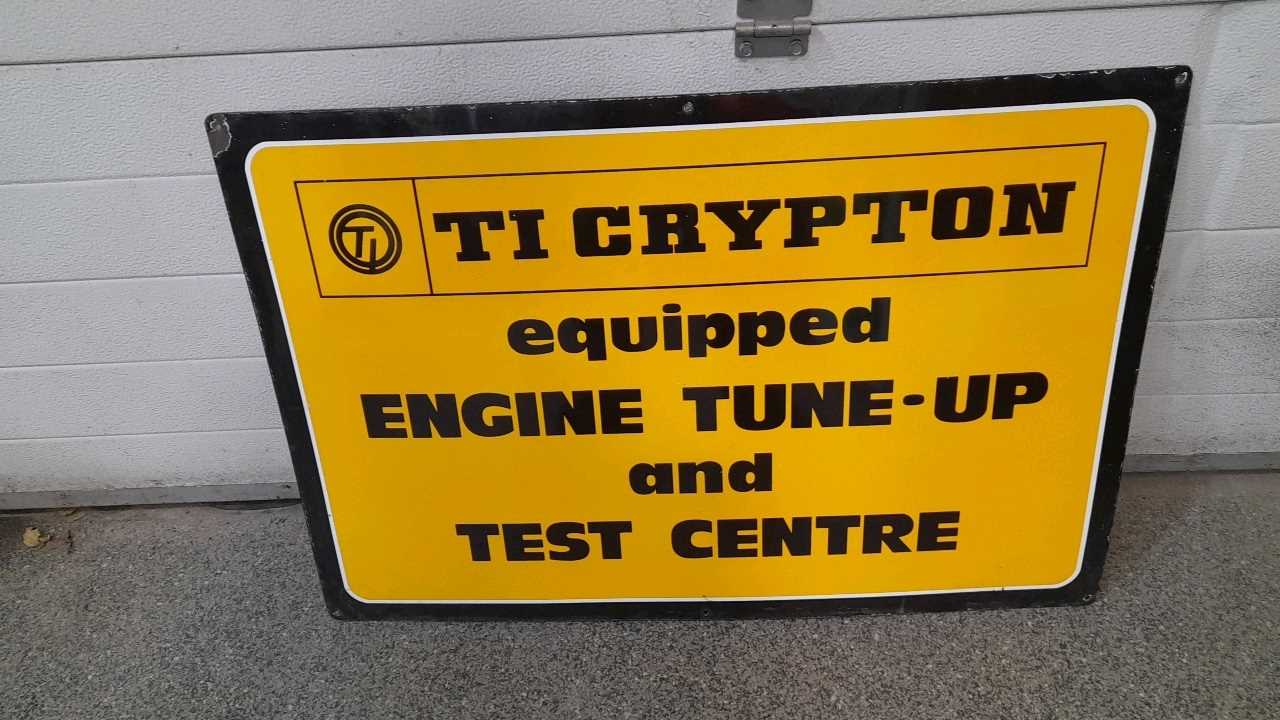 TI TI CRYPTON
equipped
ENGINE TUNE-UP
and
TEST CENTRE